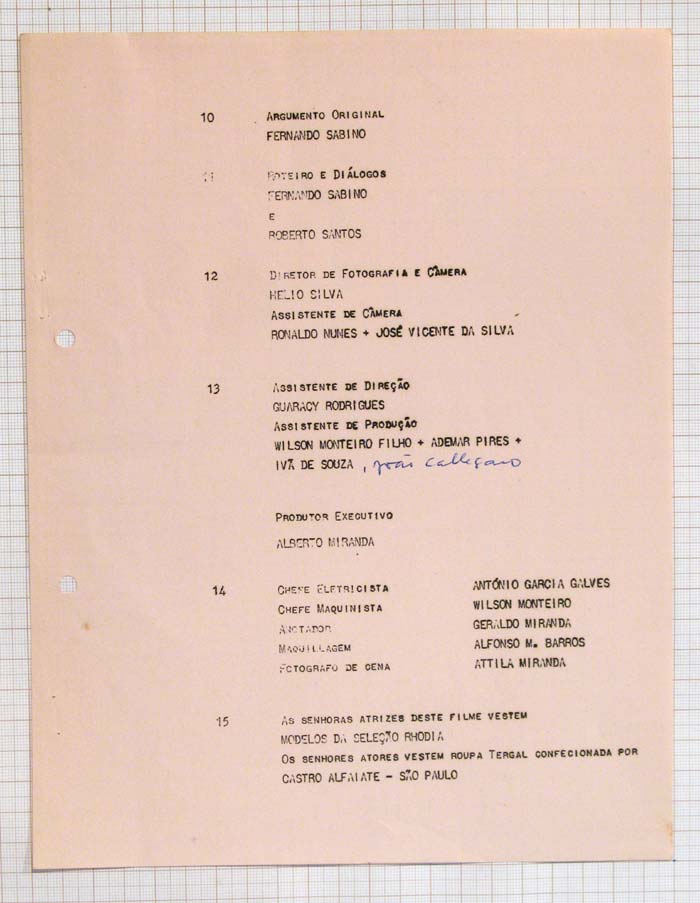 10 ARGUMENTO ORIGINAL
FERNANDO SABINO
11 ROTEIRO E DIÁLOGOS
FERNANDO SABINO
E
ROBERTO SANTOS
12 DIRETOR DE FOTOGRAFIA E CÂMERA
HELIO SILVA
ASSISTENTE DE CÂMERA
RONALDO NUNES + JOSÉ VICENTE DA SILVA
13 ASSISTENTE DE DIREÇÃO
GUARACY RODRIGUES
ASSISTENTE DE PRODUÇÃO
WILSON MONTEIRO FILHO + ADEMAR PIRES +
IVÃ DE SOUZA , joão Callegaro
PRODUTOR EXECUTIVO
ALBERTO MIRANDA
14 CHEFE ELETRICISTA ANTÓNIO GARCIA GALVES
CHEFE MAQUINISTA WILSON MONTEIRO
ANOTADOR GERALDO MIRANDA
MAQUILLAGEM ALFONSO M. BARROS
FOTOGRAFO DE CENA ATTILA MIRANDA
15 AS SENHORAS ATRIZES DESTE FILME VESTEM
MODELOS DA SELEÇÃO RHODIA
OS SENHORES ATORES VESTEM ROUPA TERGAL CONFECIONADA POR
CASTRO ALFAIATE - SÃO PAULO